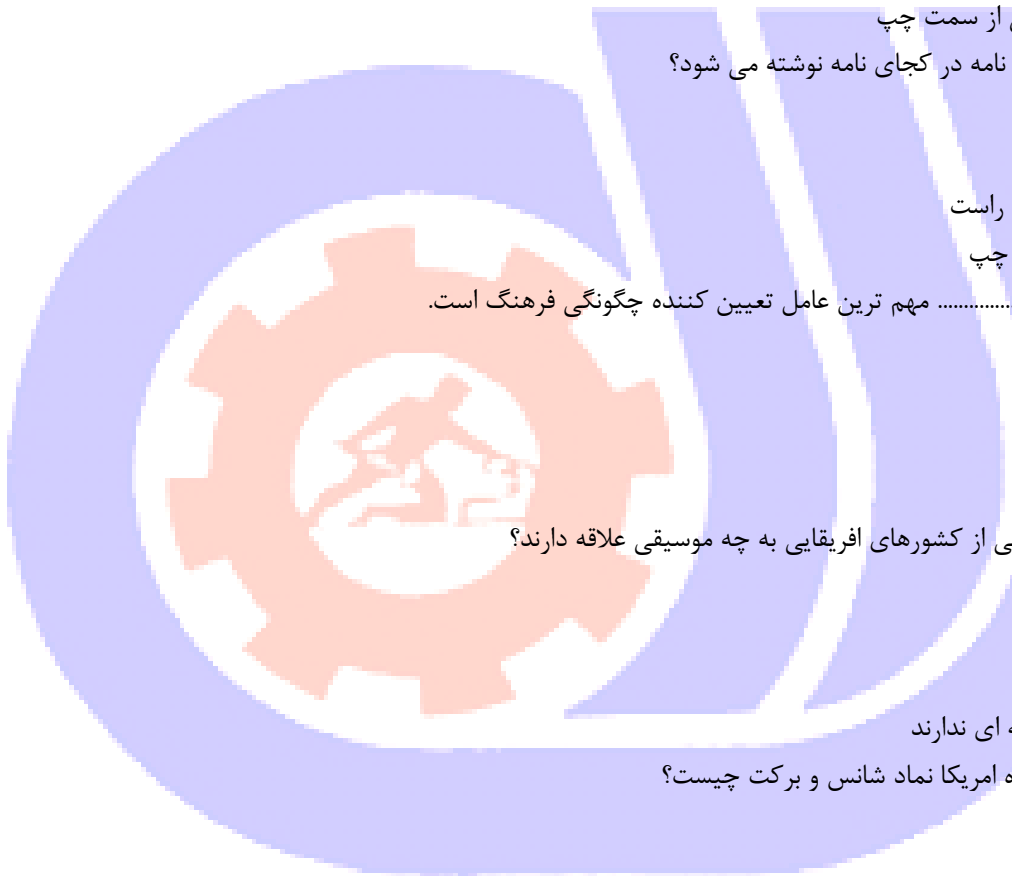 از سمت چپ
نامه در کجای نامه نوشته می شود؟
راست
چپ
............. مهم ترین عامل تعیین کننده چگونگی فرهنگ است.
از کشورهای افریقایی به چه موسیقی علاقه دارند؟
ای ندارند
امریکا نماد شانس و برکت چیست؟